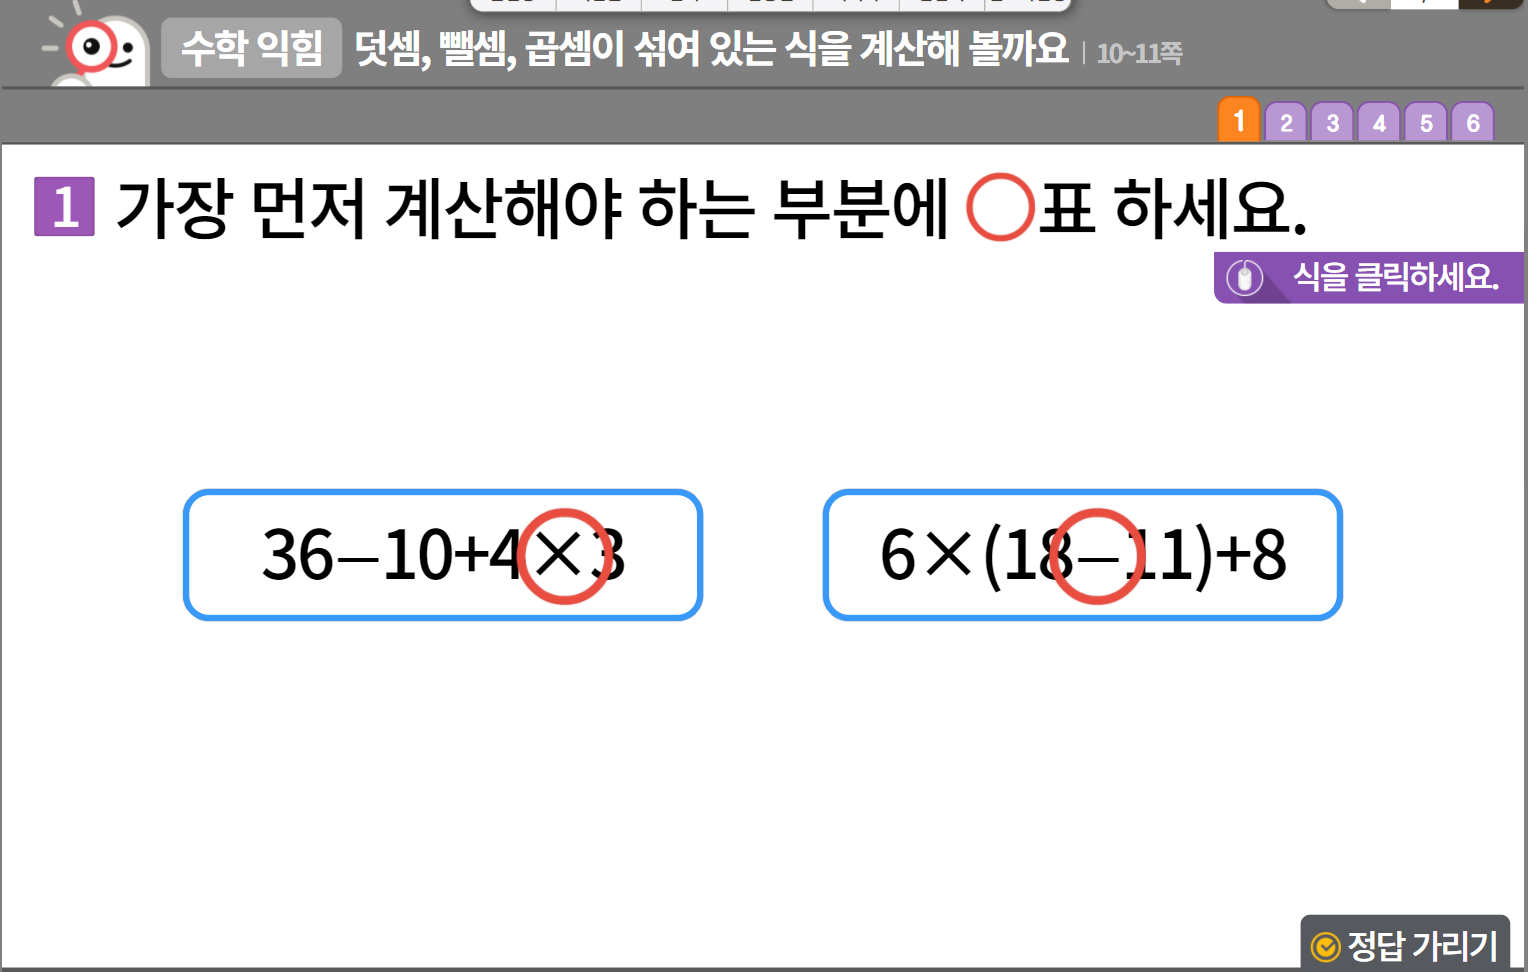 수학 익힘 덧셈, 뺄셈, 곱셈이 섞여 있는 식을 계산해 볼까요 10~11쪽
1 2 3 4 5 6
1 가장 먼저 계산해야 하는 부분에 ○표 하세요.
식을 클릭하세요.
36−10+4×3
6×(18−11)+8
정답 가리기